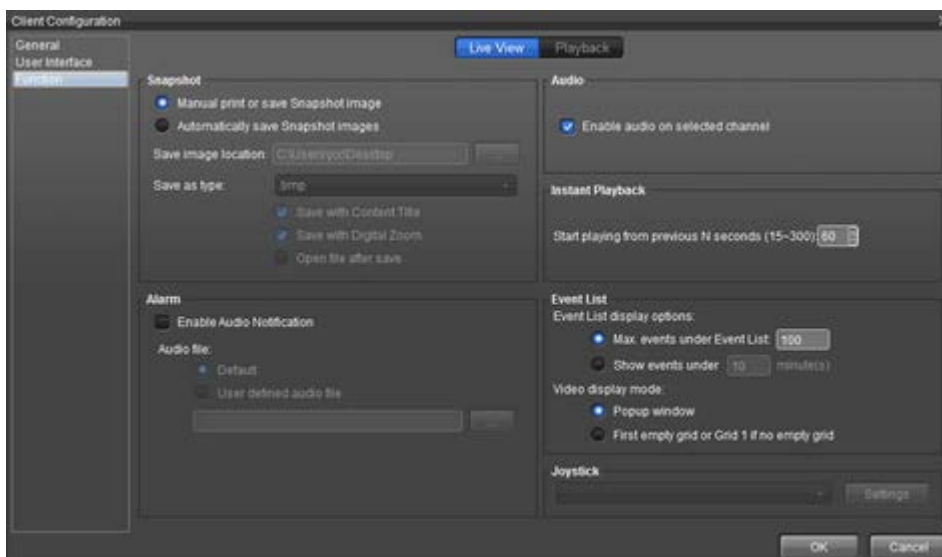 Client Configuration
General
User Interface
Function
Live View
Playback
Snapshot
Manual print or save Snapshot image
Automatically save Snapshot images
Save image location:
Save as type:
.bmp
Save with Content Title
Save with Digital Zoom
Open file after save
Alarm
Enable Audio Notification
Audio file:
Default
User defined audio file
Audio
Enable audio on selected channel
Instant Playback
Start playing from previous N seconds (15~300): 60
Event List
Event List display options:
Max. events under Event List: 100
Show events under 10 minute(s)
Video display mode:
Popup window
First empty grid or Grid 1 if no empty grid
Joystick
Settings
OK
Cancel